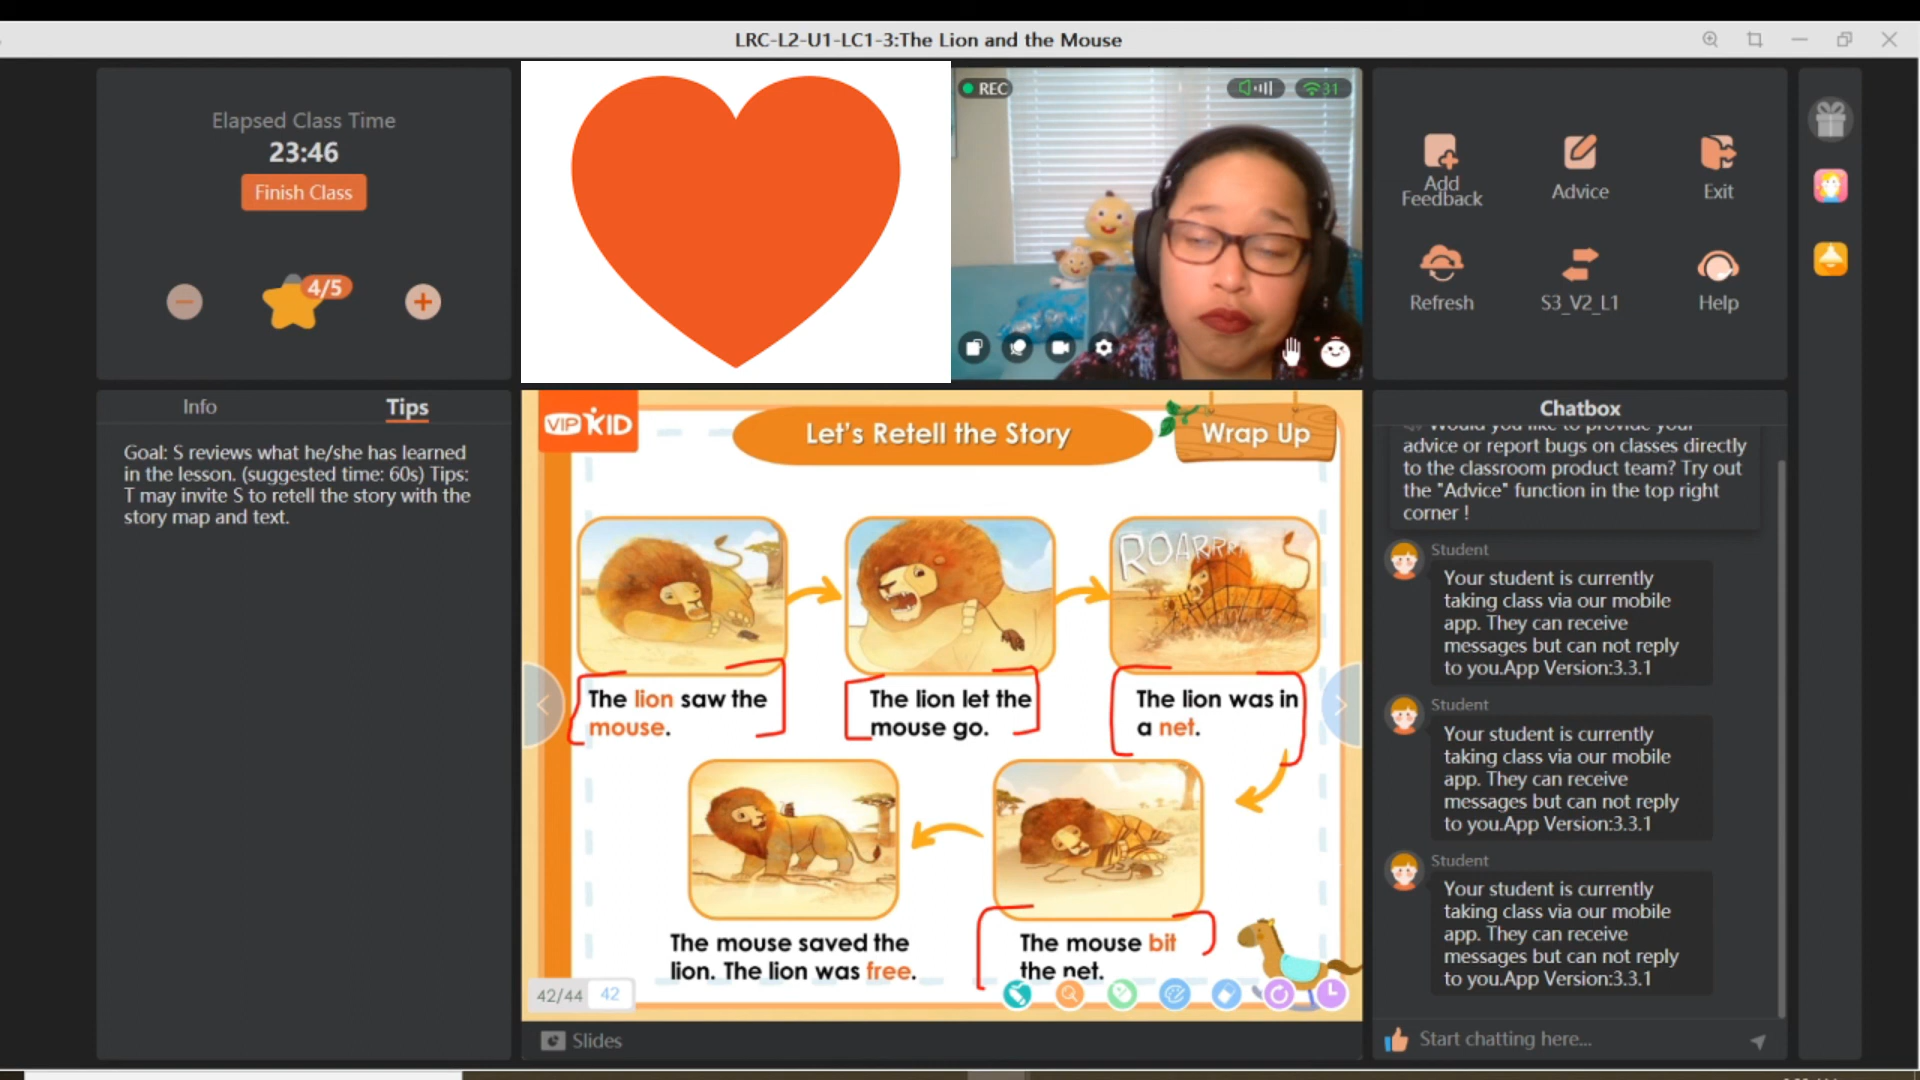 LRC-L2-U1-LC1-3:The Lion and the Mouse
Elapsed Class Time
23:46
Finish Class
4/5
REC
31
Add
Feedback
Advice
Exit
Refresh
S3_V2_L1
Help
Info
Tips
Goal: S reviews what he/she has learned
in the lesson. (suggested time: 60s) Tips:
T may invite S to retell the story with the
story map and text.
VIPKID
Let's Retell the Story
Wrap Up
ROARRR
The lion saw the
mouse.
The lion let the
mouse go.
The lion was in
a net.
The mouse saved the
lion. The lion was free.
The mouse bit
the net.
42/44
42
Slides
Chatbox
Would you like to provide your
advice or report bugs on classes directly
to the classroom product team? Try out
the "Advice" function in the top right
corner !
Student
Your student is currently
taking class via our mobile
app. They can receive
messages but can not reply
to you.App Version:3.3.1
Student
Your student is currently
taking class via our mobile
app. They can receive
messages but can not reply
to you.App Version:3.3.1
Student
Your student is currently
taking class via our mobile
app. They can receive
messages but can not reply
to you.App Version:3.3.1
Start chatting here...